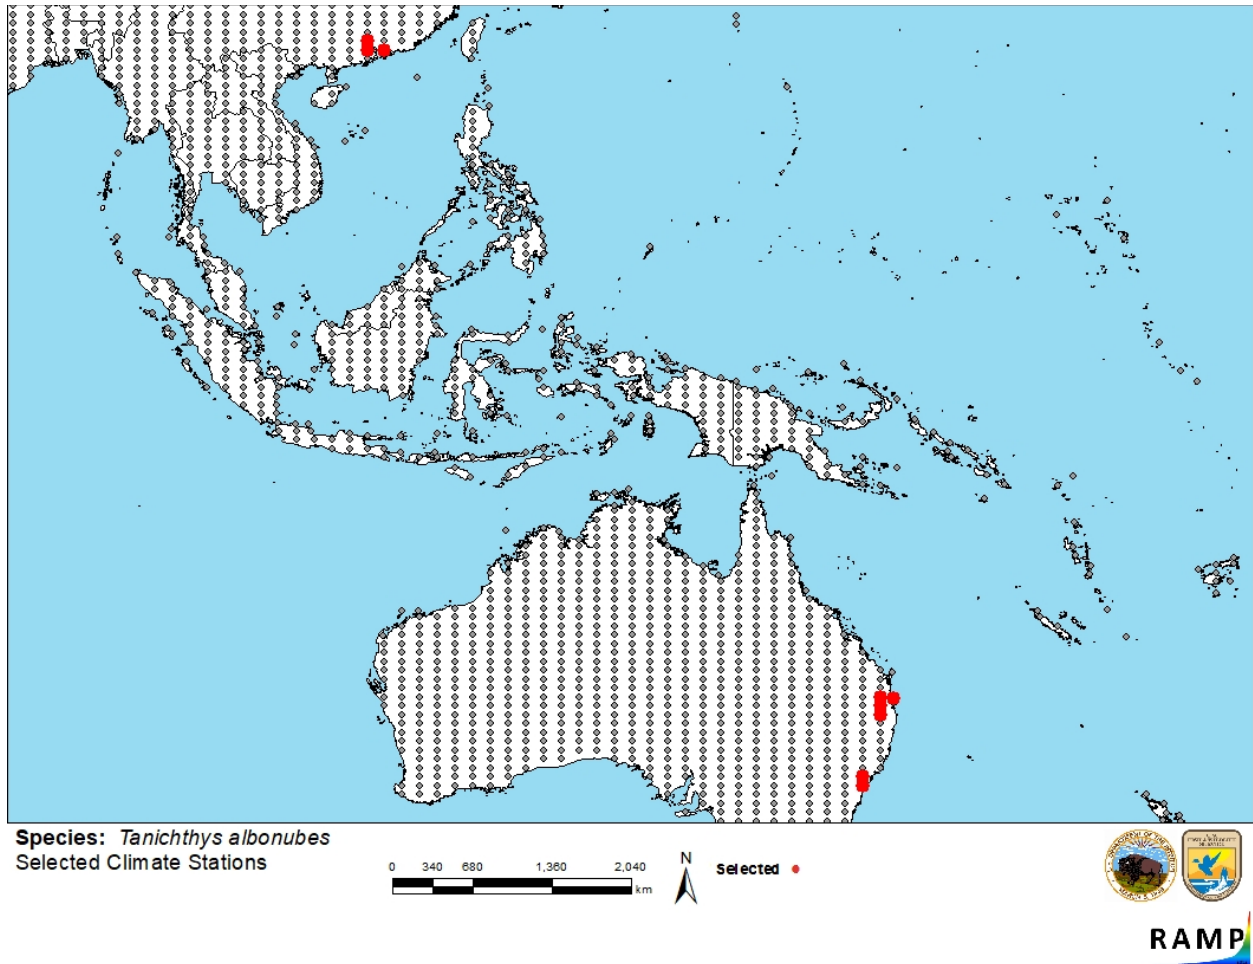 Species: Tanichthys albonubes
Selected Climate Stations
0 340 680 1,360 2,040
km
N
Selected
RAMP